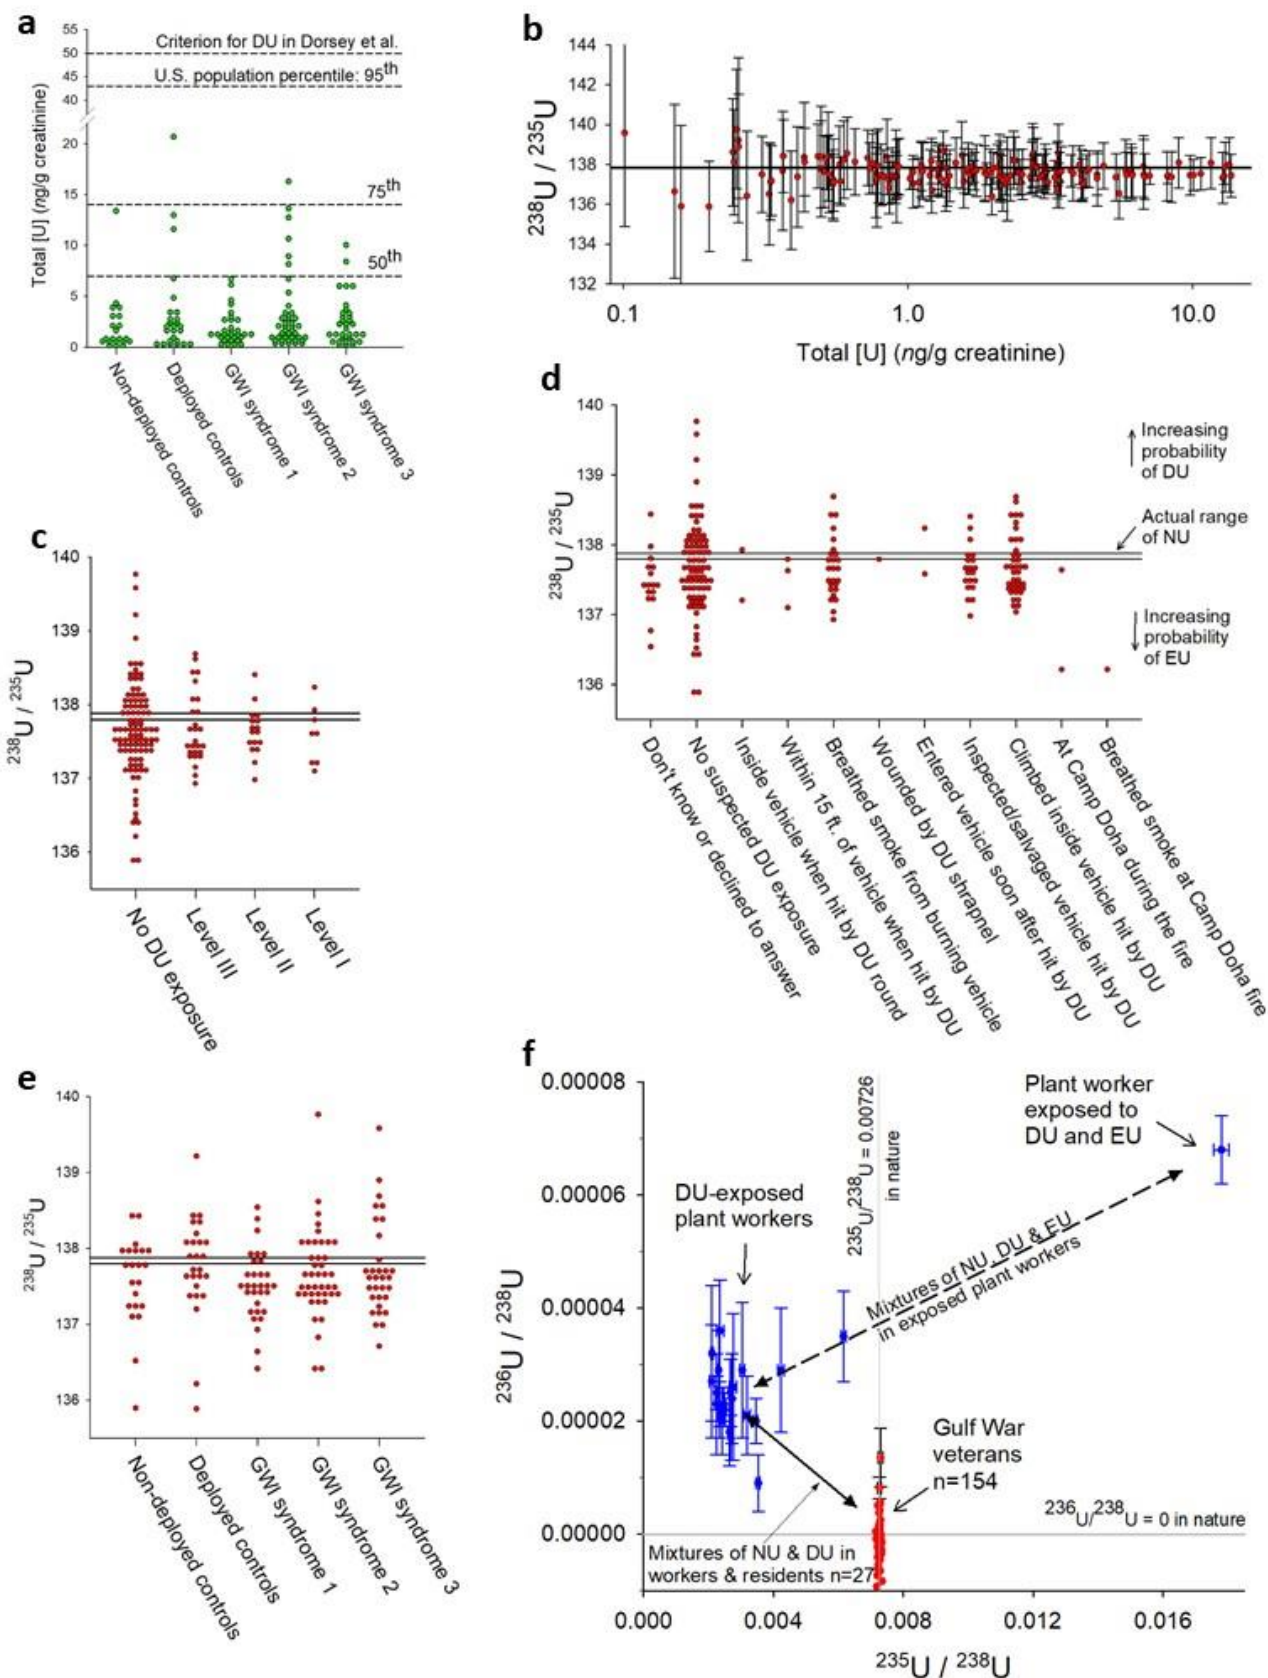 a
55
50
45
40
20
15
10
5
0
Total [U] (ng/g creatinine)
Criterion for DU in Dorsey et al.
U.S. population percentile: 95th
75th
50th
Non-deployed controls
Deployed controls
GWI syndrome 1
GWI syndrome 2
GWI syndrome 3
b
144
142
140
138
136
134
132
238U / 235U
0.1
1.0
10.0
Total [U] (ng/g creatinine)
c
140
139
138
137
136
238U / 235U
No DU exposure
Level III
Level II
Level I
d
140
139
138
137
136
238U / 235U
Increasing
probability
of DU
Actual range
of NU
Increasing
probability
of EU
Don't know or declined to answer
No suspected DU exposure
Inside vehicle when hit by DU round
Within 15 ft. of vehicle when hit by DU
Breathed smoke from burning vehicle
Wounded by DU shrapnel
Entered vehicle soon after hit by DU
Inspected/salvaged vehicle hit by DU
Climbed inside vehicle hit by DU
At Camp Doha during the fire
Breathed smoke at Camp Doha fire
e
140
139
138
137
136
238U / 235U
Non-deployed controls
Deployed controls
GWI syndrome 1
GWI syndrome 2
GWI syndrome 3
f
0.00008
0.00006
0.00004
0.00002
0.00000
236U / 238U
235U/238U = 0.00726
in nature
Plant worker
exposed to
DU and EU
DU-exposed
plant workers
Mixtures of NU, DU & EU
in exposed plant workers
Gulf War
veterans
n=154
236U/238U = 0 in nature
Mixtures of NU & DU in
workers & residents n=27
0.000
0.004
0.008
0.012
0.016
235U / 238U